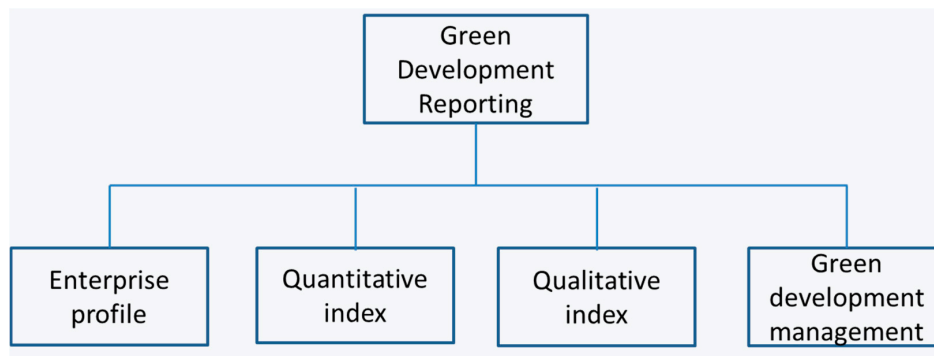 Green
Development
Reporting
Enterprise
profile
Quantitative
index
Qualitative
index
Green
development
management